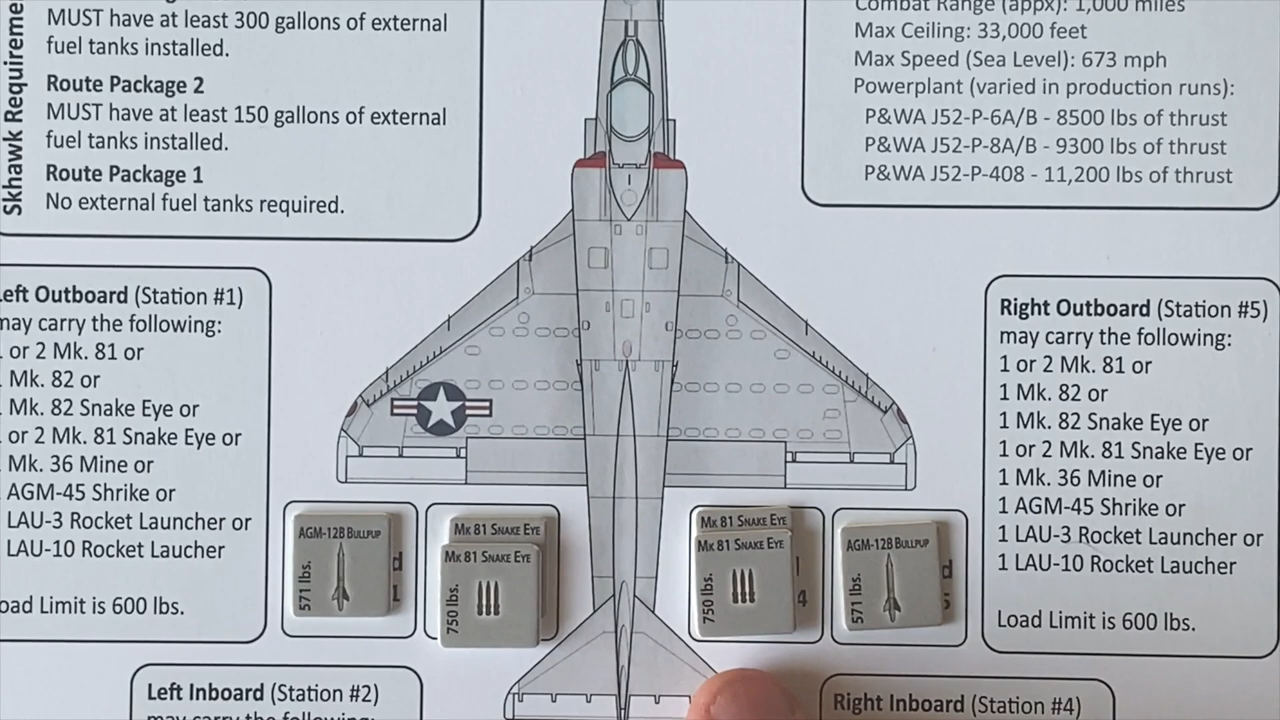 Skhawk Requireme
MUST have at least 300 gallons of external
fuel tanks installed.
Route Package 2
MUST have at least 150 gallons of external
fuel tanks installed.
Route Package 1
No external fuel tanks required.
Combat Range (appx): 1,000 miles
Max Ceiling: 33,000 feet
Max Speed (Sea Level): 673 mph
Powerplant (varied in production runs):
P&WA J52-P-6A/B - 8500 lbs of thrust
P&WA J52-P-8A/B - 9300 lbs of thrust
P&WA J52-P-408 - 11,200 lbs of thrust
Left Outboard (Station #1)
may carry the following:
or 2 Mk. 81 or
Mk. 82 or
Mk. 82 Snake Eye or
or 2 Mk. 81 Snake Eye or
Mk. 36 Mine or
AGM-45 Shrike or
LAU-3 Rocket Launcher or
LAU-10 Rocket Laucher
oad Limit is 600 lbs.
Right Outboard (Station #5)
may carry the following:
1 or 2 Mk. 81 or
1 Mk. 82 or
1 Mk. 82 Snake Eye or
1 or 2 Mk. 81 Snake Eye or
1 Mk. 36 Mine or
1 AGM-45 Shrike or
1 LAU-3 Rocket Launcher or
1 LAU-10 Rocket Laucher
Load Limit is 600 lbs.
AGM-12B Bullpup
571 lbs.
d
1
Mk 81 Snake Eye
Mk 81 Snake Eye
750 lbs.
Mk 81 Snake Eye
Mk 81 Snake Eye
750 lbs.
l
4
AGM-12B Bullpup
571 lbs.
d
5
Left Inboard (Station #2)
may carry the following:
Right Inboard (Station #4)